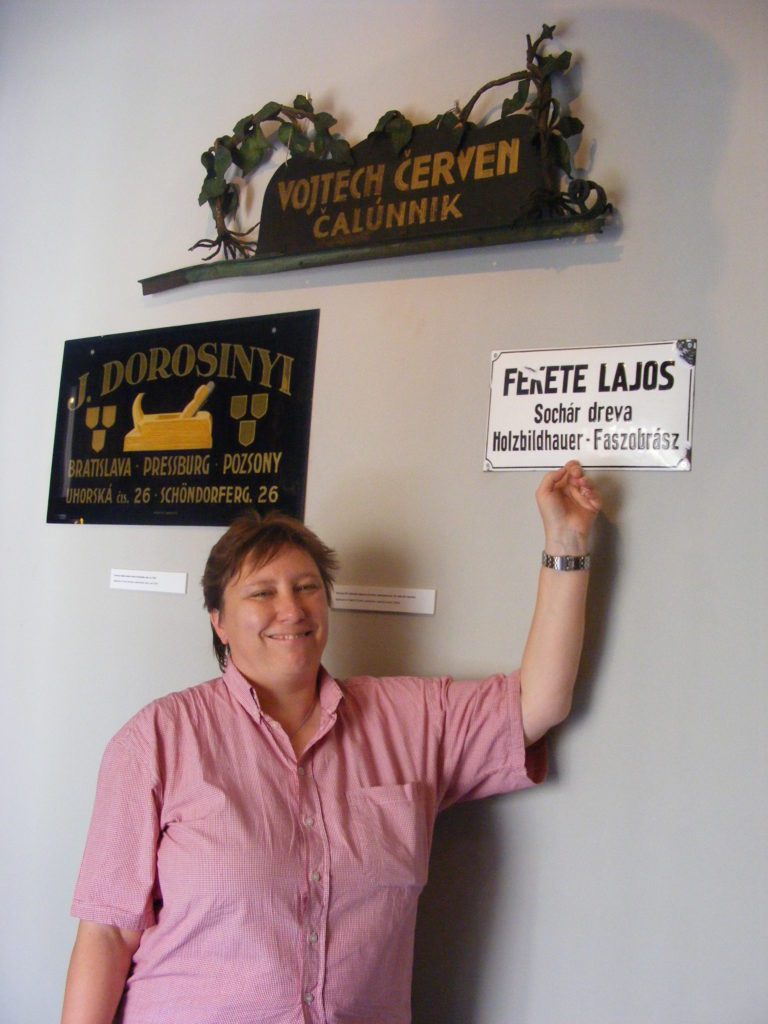 VOJTECH ČERVEN
ČALÚNNIK
J. DOROSINYI
BRATISLAVA · PRESSBURG · POZSONY
UHORSKÁ čís. 26 · SCHÖNDORFERG. 26
FEKETE LAJOS
Sochár dreva
Holzbildhauer - Faszobrász